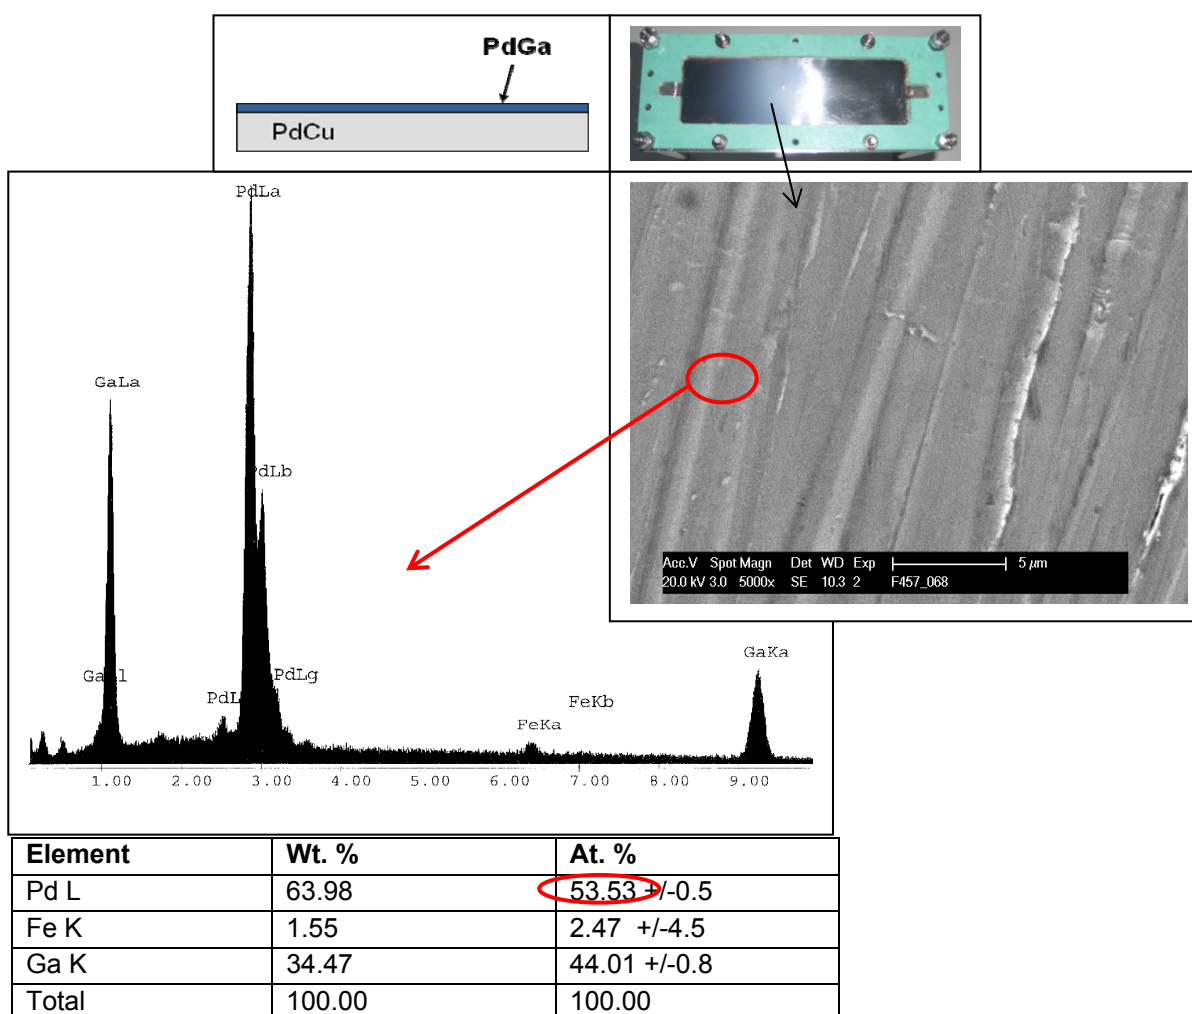 PdGa
PdCu
PdLa
GaLa
PdLb
GaLl
PdLg
PdL
FeKa
FeKb
GaKa
1.00 2.00 3.00 4.00 5.00 6.00 7.00 8.00 9.00
Acc.V Spot Magn Det WD Exp 5 µm
20.0 kV 3.0 5000x SE 10.3 2 F457_068
Element Wt. % At. %
Pd L 63.98 53.53 +/-0.5
Fe K 1.55 2.47 +/-4.5
Ga K 34.47 44.01 +/-0.8
Total 100.00 100.00